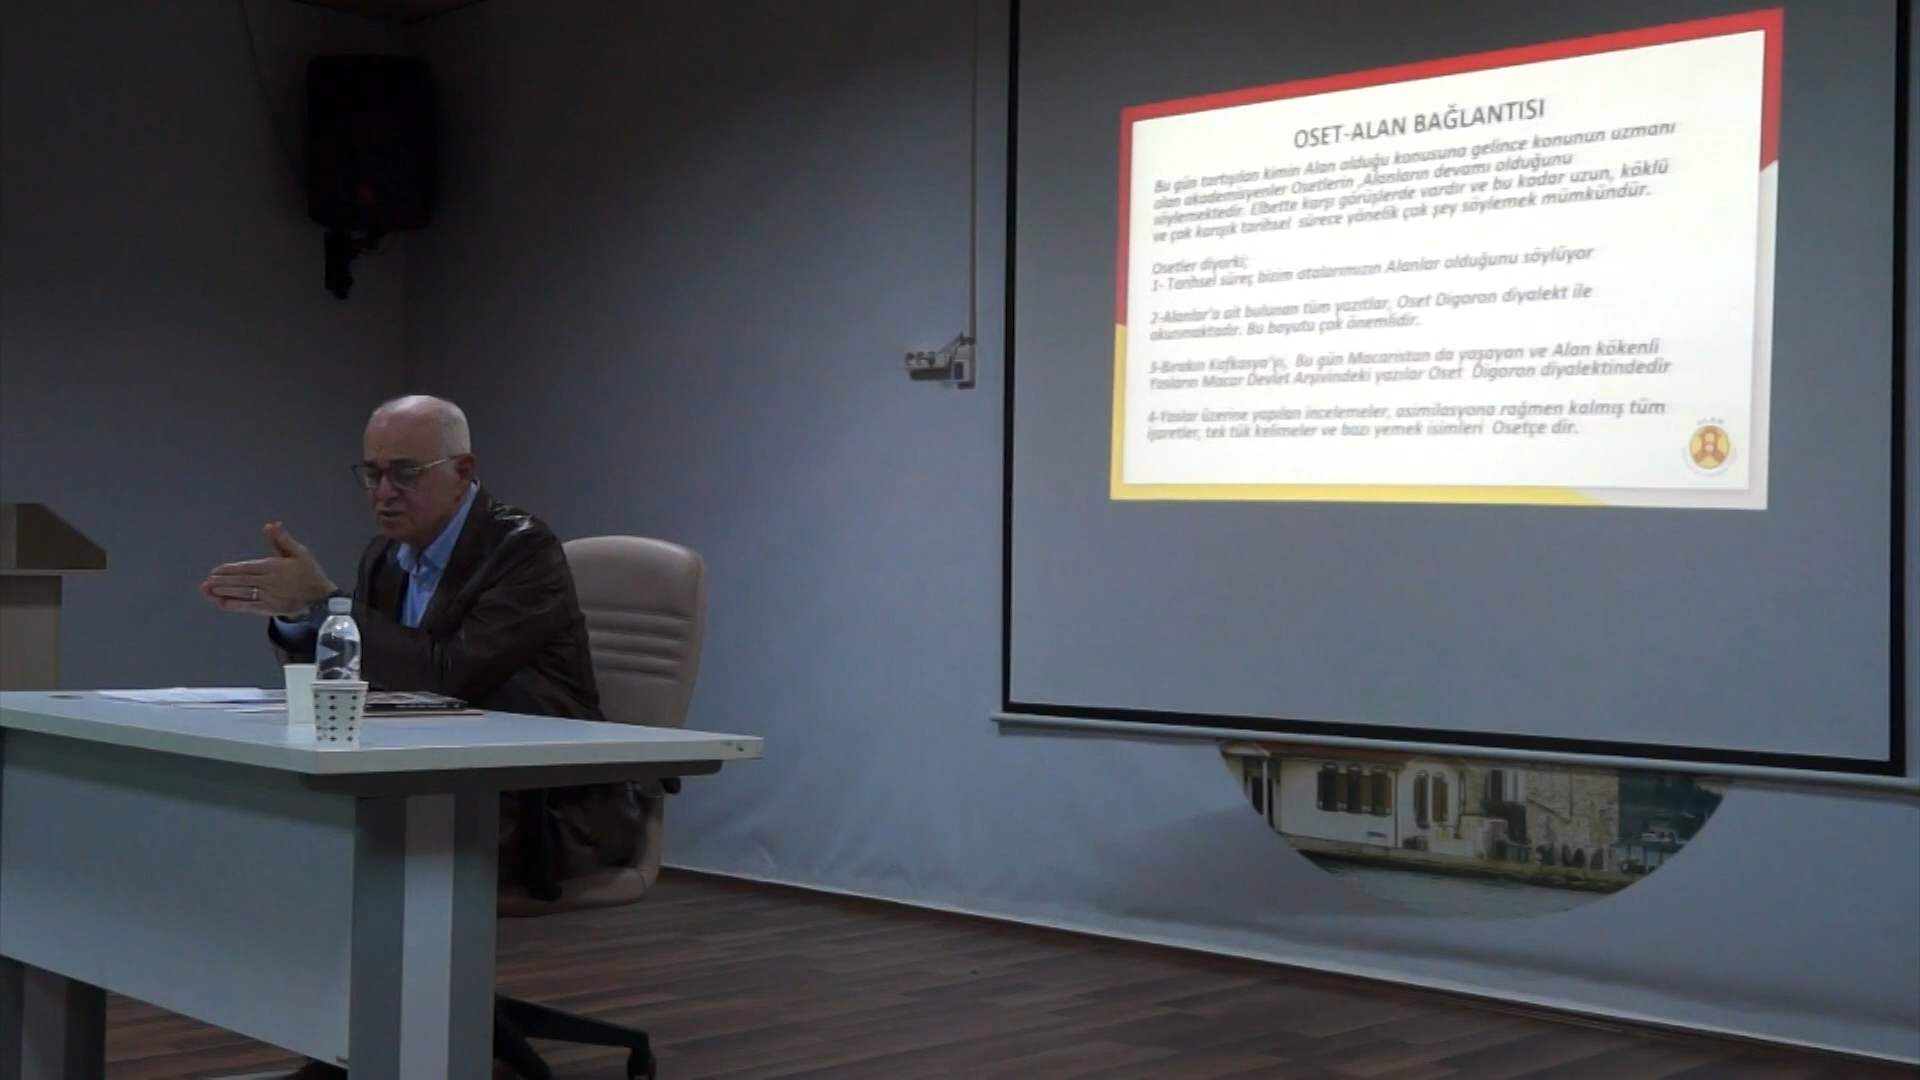 OSET-ALAN BAĞLANTISI
Bu gün tartışılan kimin Alan olduğu konusuna gelince konunun uzmanı
alan akademisyenler Osetlerin ,Alanların devamı olduğunu
söylemektedir. Elbette karşı görüşlerde vardır ve bu kadar uzun, köklü
ve çok karışık tarihsel sürece yönelik çok şey söylemek mümkündür.
Osetler diyorki;
1- Tarihsel süreç bizim atalarımızın Alanlar olduğunu söylüyor
2-Alanlar'a ait bulunan tüm yazıtlar, Oset Digoron diyalekt ile
okunmaktadır. Bu boyutu çok önemlidir.
3-Bırakın Kafkasya'yı, Bu gün Macaristan da yaşayan ve Alan kökenli
Yasların Macar Devlet Arşivindeki yazılar Oset Digoron diyalektindedir
4-Yaslar üzerine yapılan incelemeler, asimilasyona rağmen kalmış tüm
işaretler, tek tük kelimeler ve bazı yemek isimleri Osetçe dir.